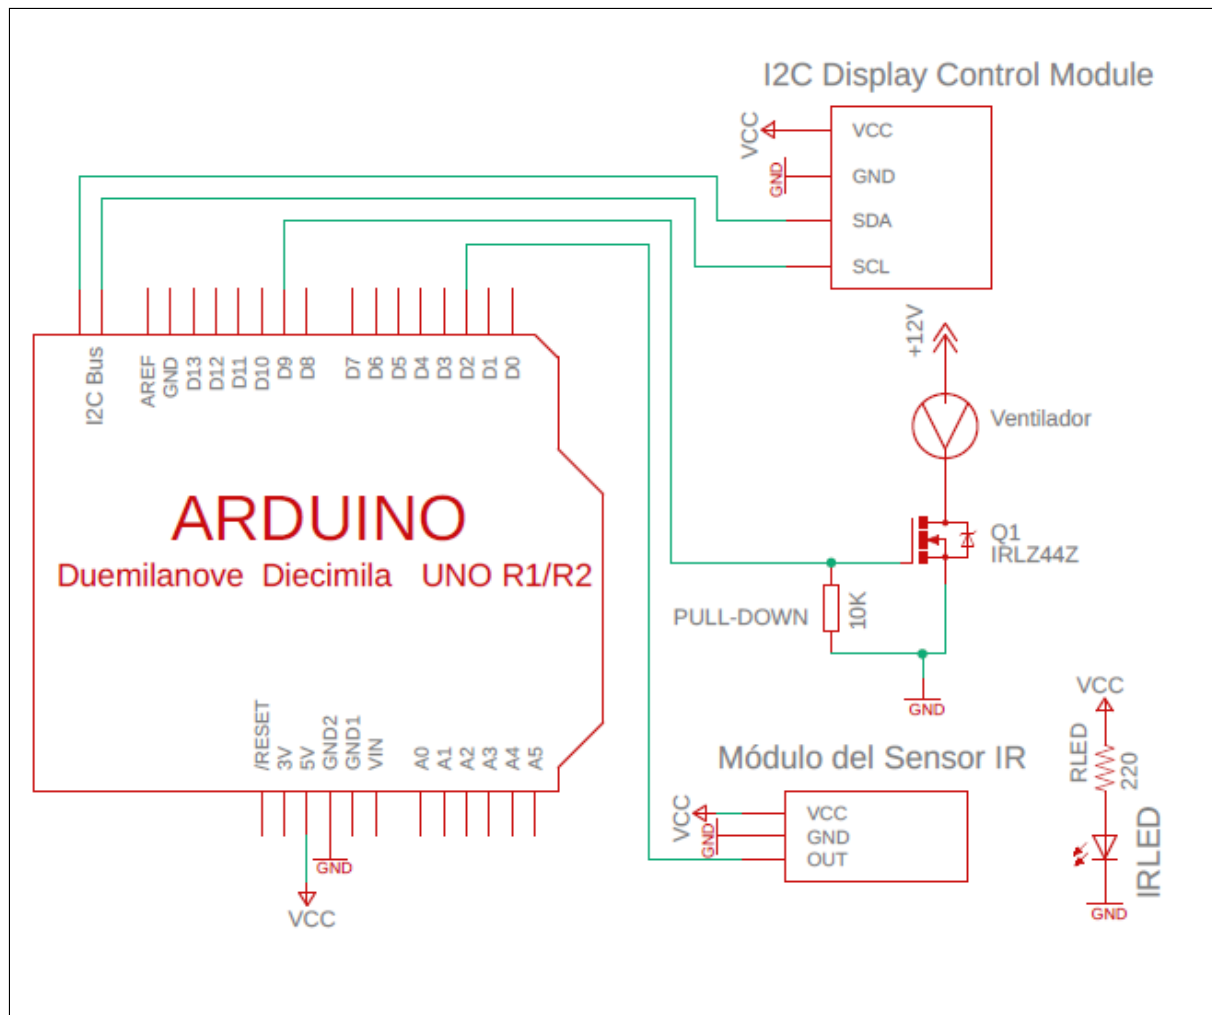 I2C Display Control Module
VCC
VCC
GND
GND
SDA
SCL
I2C Bus
AREF
GND
D13
D12
D11
D10
D9
D8
D7
D6
D5
D4
D3
D2
D1
D0
+12V
Ventilador
ARDUINO
Duemilanove Diecimila UNO R1/R2
Q1
IRLZ44Z
PULL-DOWN
10K
GND
/RESET
3V
5V
GND2
GND1
VIN
A0
A1
A2
A3
A4
A5
GND
VCC
Módulo del Sensor IR
VCC
GND
VCC
GND
OUT
VCC
RLED
220
IRLED
GND